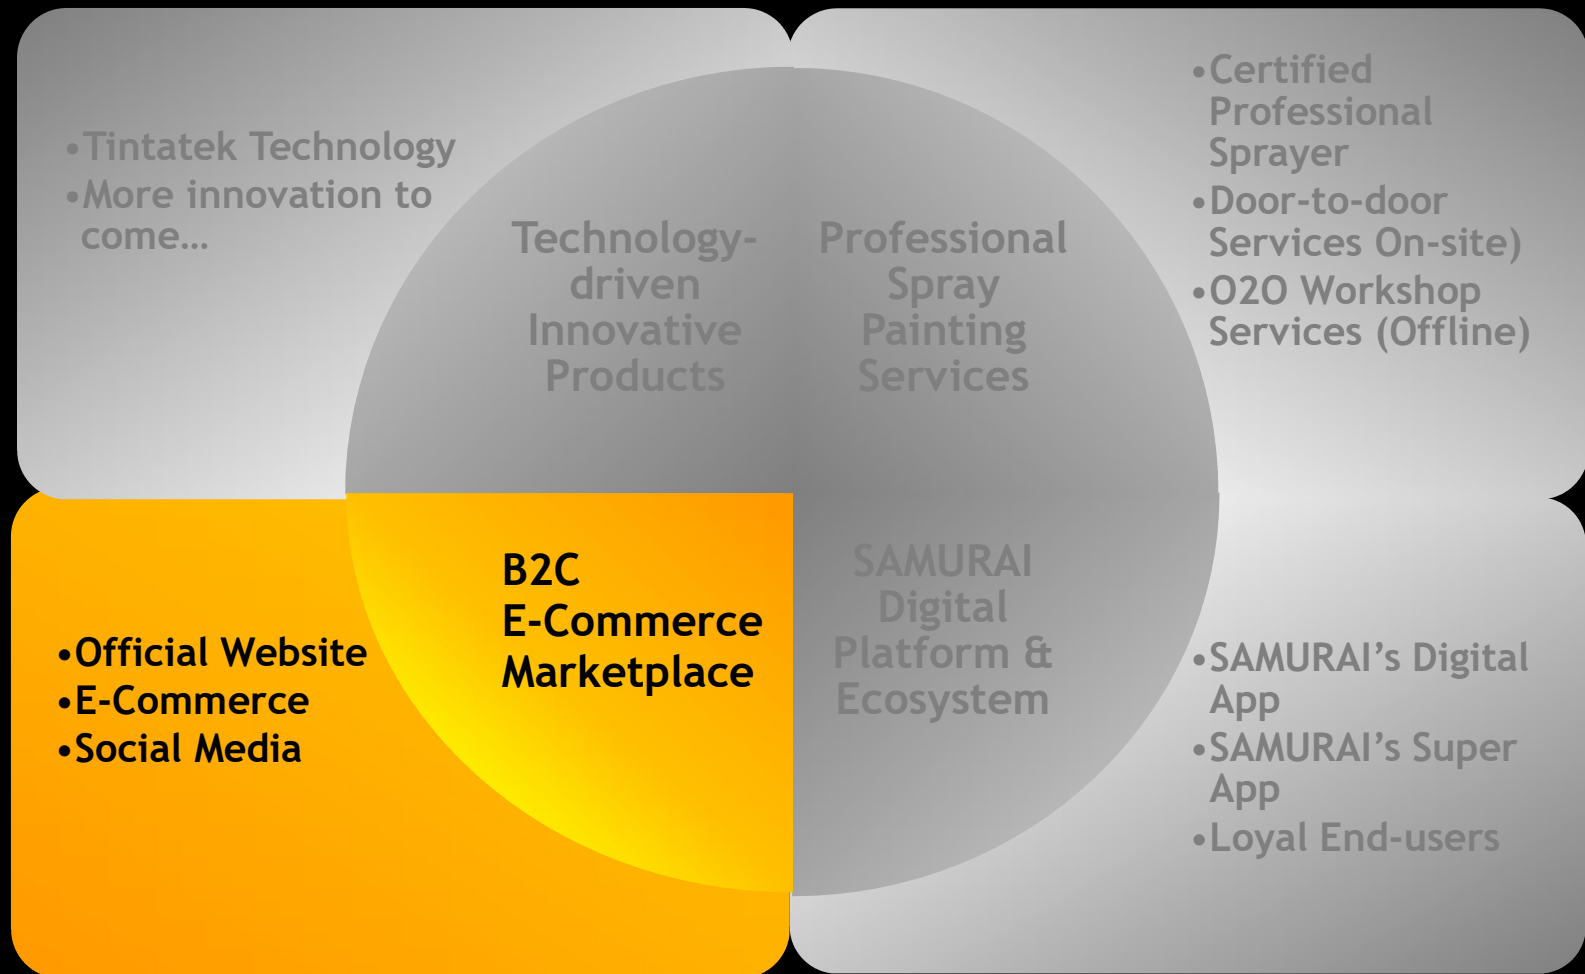 •Tintatek Technology
•More innovation to
come…
Technology-
driven
Innovative
Products
Professional
Spray
Painting
Services
•Certified
Professional
Sprayer
•Door-to-door
Services On-site)
•O2O Workshop
Services (Offline)
•Official Website
•E-Commerce
•Social Media
B2C
E-Commerce
Marketplace
SAMURAI
Digital
Platform &
Ecosystem
•SAMURAI’s Digital
App
•SAMURAI’s Super
App
•Loyal End-users